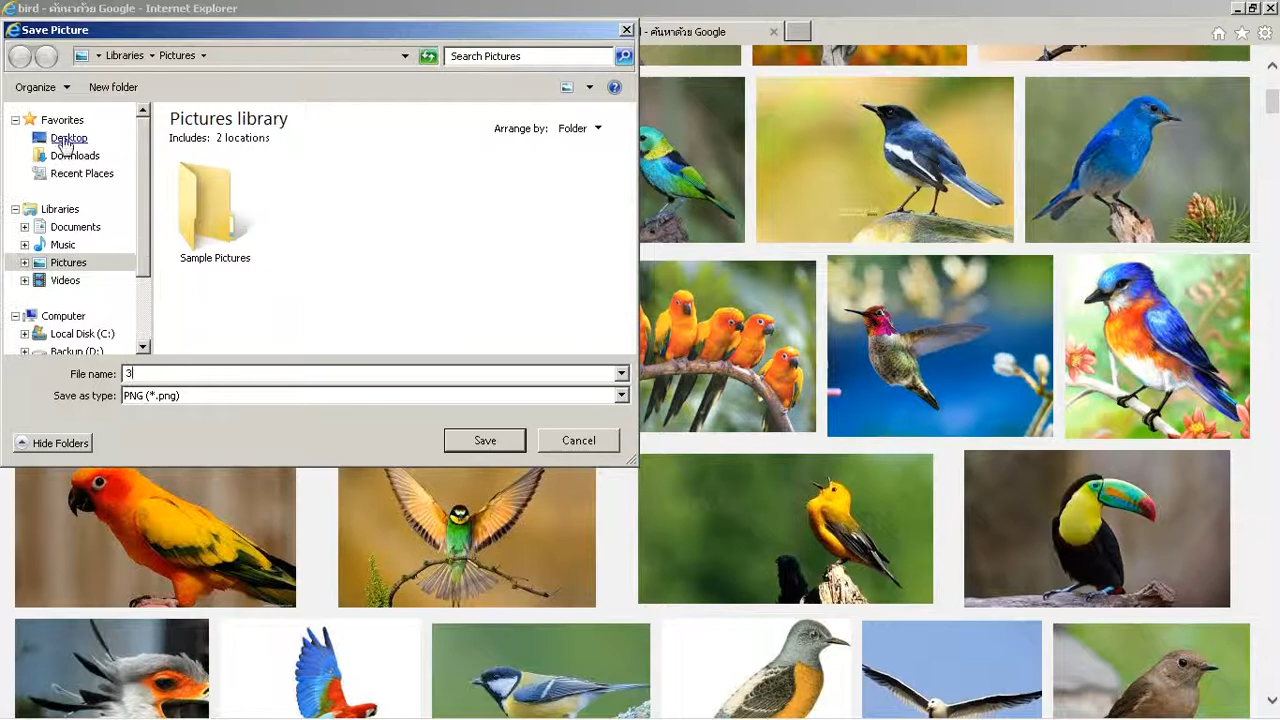 bird - ค้นหาด้วย Google - Internet Explorer
Save Picture
- ค้นหาด้วย Google
Libraries Pictures
Search Pictures
Organize
New folder
Favorites
Desktop
Downloads
Recent Places
Libraries
Documents
Music
Pictures
Videos
Computer
Local Disk (C:)
Backup (D:)
Pictures library
Includes: 2 locations
Arrange by: Folder
Sample Pictures
File name: 3
Save as type: PNG (*.png)
Hide Folders
Save
Cancel